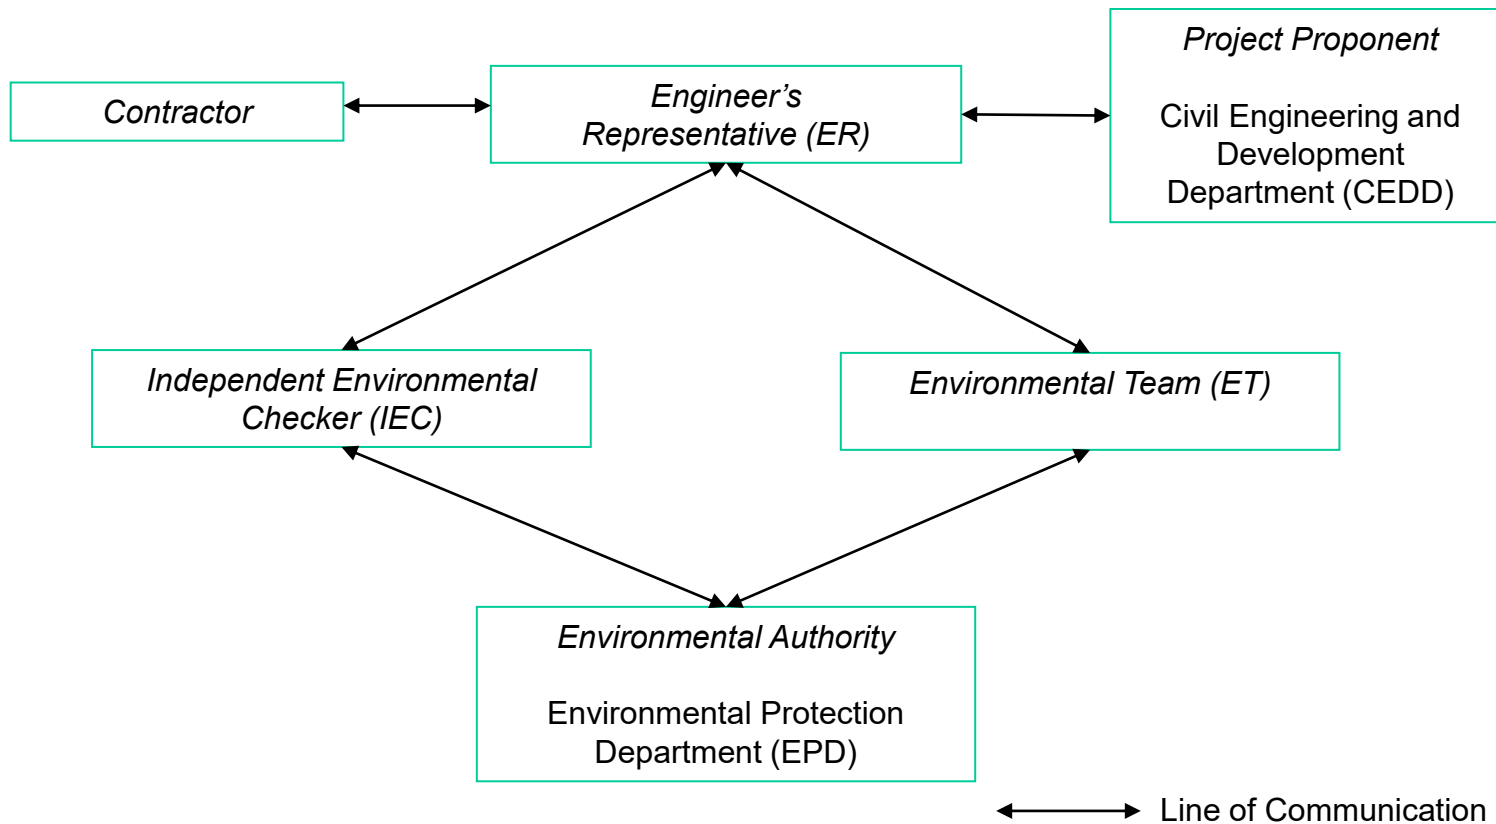 Project Proponent
Civil Engineering and
Development
Department (CEDD)
Contractor
Engineer’s
Representative (ER)
Independent Environmental
Checker (IEC)
Environmental Team (ET)
Environmental Authority
Environmental Protection
Department (EPD)
Line of Communication